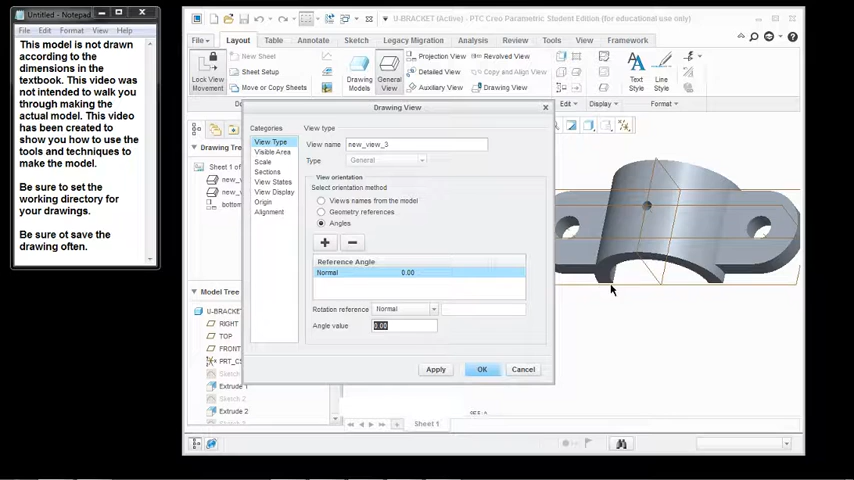 Untitled - Notepad
File Edit Format View Help
This model is not drawn
according to the
dimensions in the
textbook. This video
was not intended to walk
you through making the
actual model. This video
has been created to
show you how to use the
tools and techniques to
make the model.
Be sure to set the
working directory for
your drawings.
Be sure ot save the
drawing often.
U-BRACKET (Active) - PTC Creo Parametric Student Edition (for educational use only)
File Layout Table Annotate Sketch Legacy Migration Analysis Review Tools View Framework
Lock View
Movement
New Sheet
Sheet Setup
Move or Copy Sheets
Drawing
Models
General
View
Projection View
Detailed View
Auxiliary View
Revolved View
Copy and Align View
Drawing View
Text
Style
Line
Style
Edit Display Format
Drawing Tree
Sheet 1 of
new_v
new_v
bottom
Model Tree
U-BRACKET
RIGHT
TOP
FRONT
PRT_CS
Sketch
Extrude 1
Sketch
Extrude 2
Drawing View
Categories
View Type
Visible Area
Scale
Sections
View States
View Display
Origin
Alignment
View type
View name new_view_3
Type General
View orientation
Select orientation method
Views names from the model
Geometry references
Angles
Reference Angle
Normal 0.00
Rotation reference Normal
Angle value 0.00
Apply OK Cancel
Sheet 1